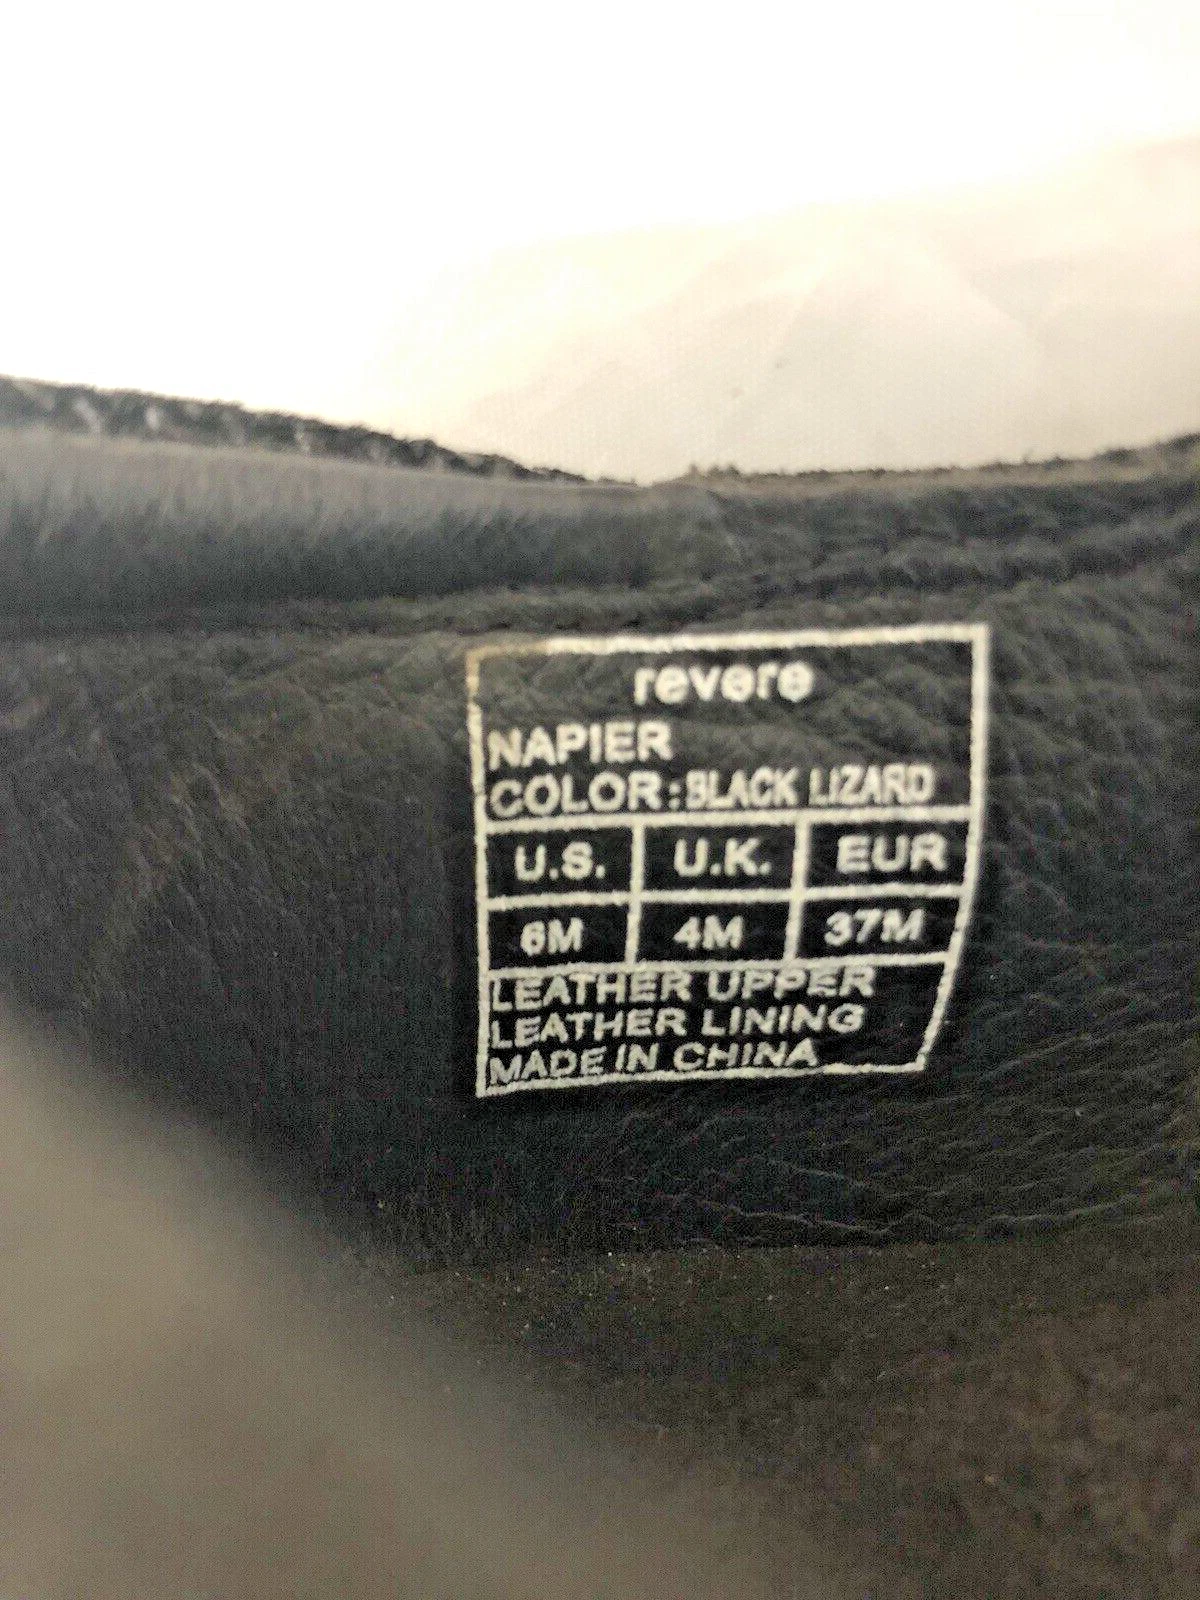 revere
NAPIER
COLOR:BLACK LIZARD
U.S. U.K. EUR
6M 4M 37M
LEATHER UPPER
LEATHER LINING
MADE IN CHINA